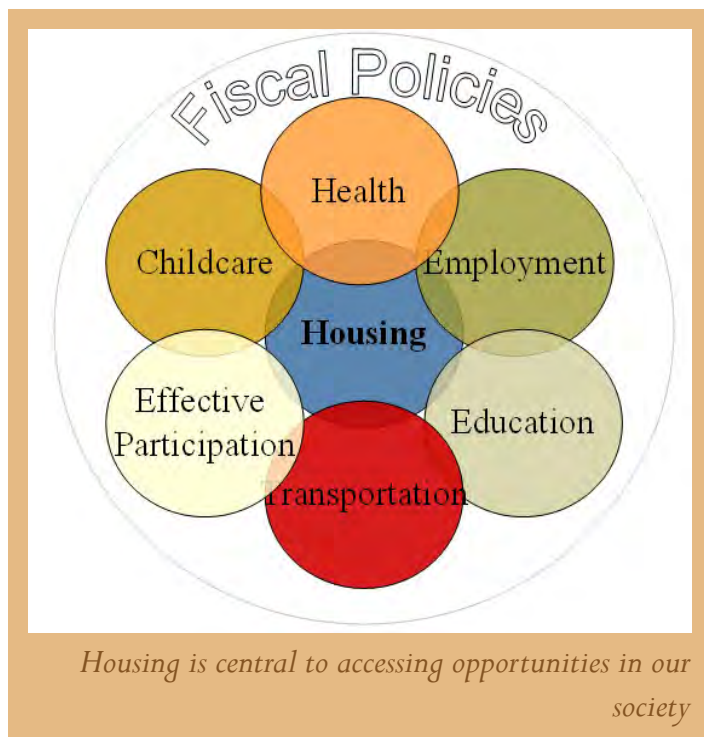 Fiscal Policies
Health
Childcare
Employment
Housing
Effective
Participation
Education
Transportation
Housing is central to accessing opportunities in our
society